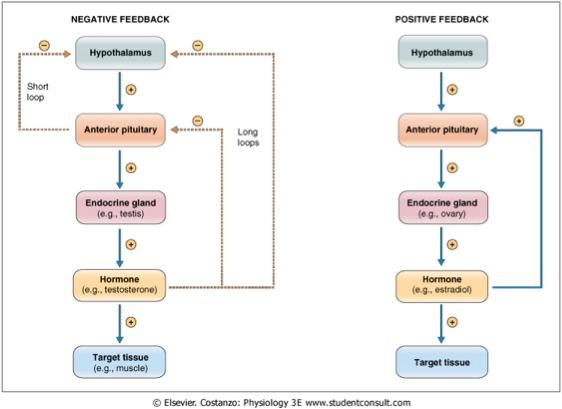 NEGATIVE FEEDBACK
Hypothalamus
−
−
Short
loop
+
Anterior pituitary
−
Long
loops
+
Endocrine gland
(e.g., testis)
+
Hormone
(e.g., testosterone)
+
Target tissue
(e.g., muscle)
POSITIVE FEEDBACK
Hypothalamus
+
Anterior pituitary
+
+
Endocrine gland
(e.g., ovary)
+
Hormone
(e.g., estradiol)
+
Target tissue
© Elsevier. Costanzo: Physiology 3E www.studentconsult.com